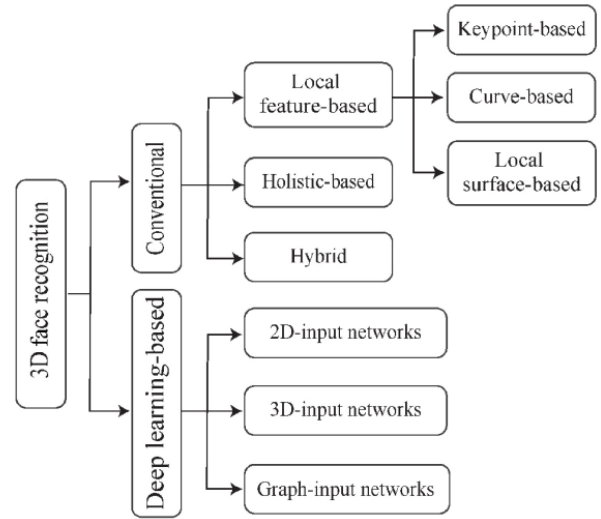 3D face recognition
Conventional
Local
feature-based
Keypoint-based
Curve-based
Local
surface-based
Holistic-based
Hybrid
Deep learning-based
2D-input networks
3D-input networks
Graph-input networks